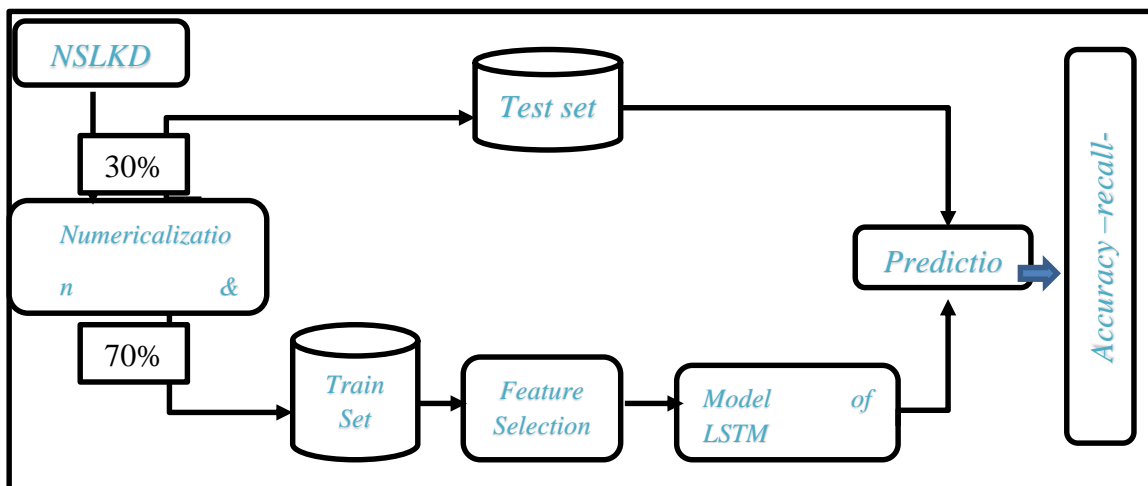 NSLKD
30%
Test set
Numericalizatio
n &
70%
Train
Set
Feature
Selection
Model of
LSTM
Predictio
Accuracy –recall-